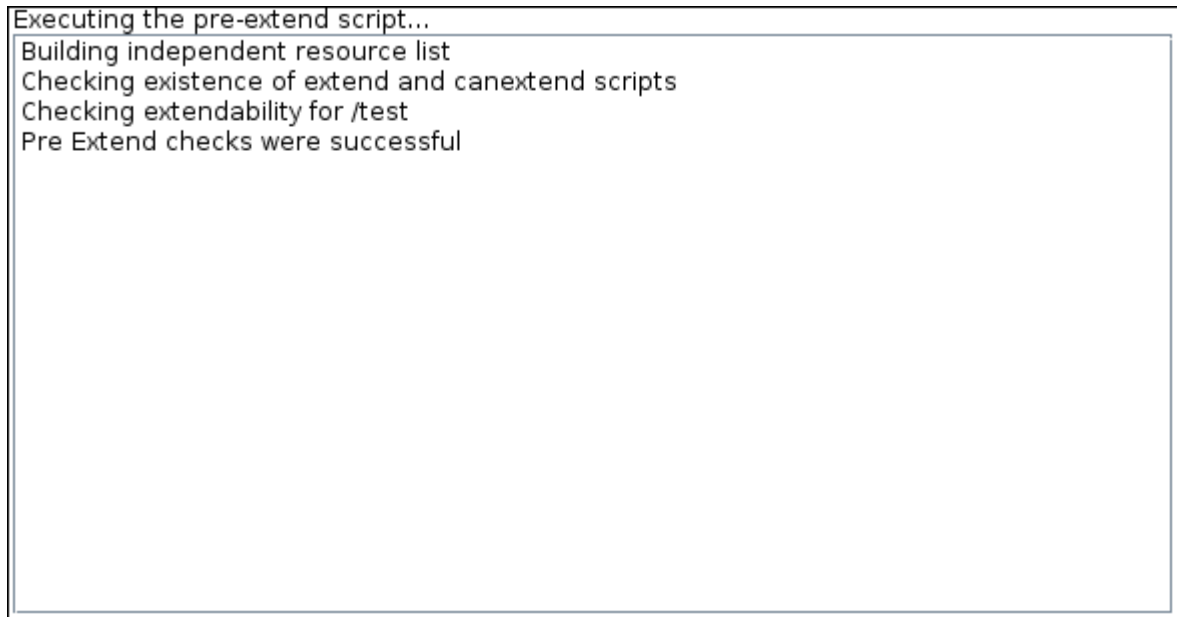 Executing the pre-extend script...
Building independent resource list
Checking existence of extend and canextend scripts
Checking extendability for /test
Pre Extend checks were successful